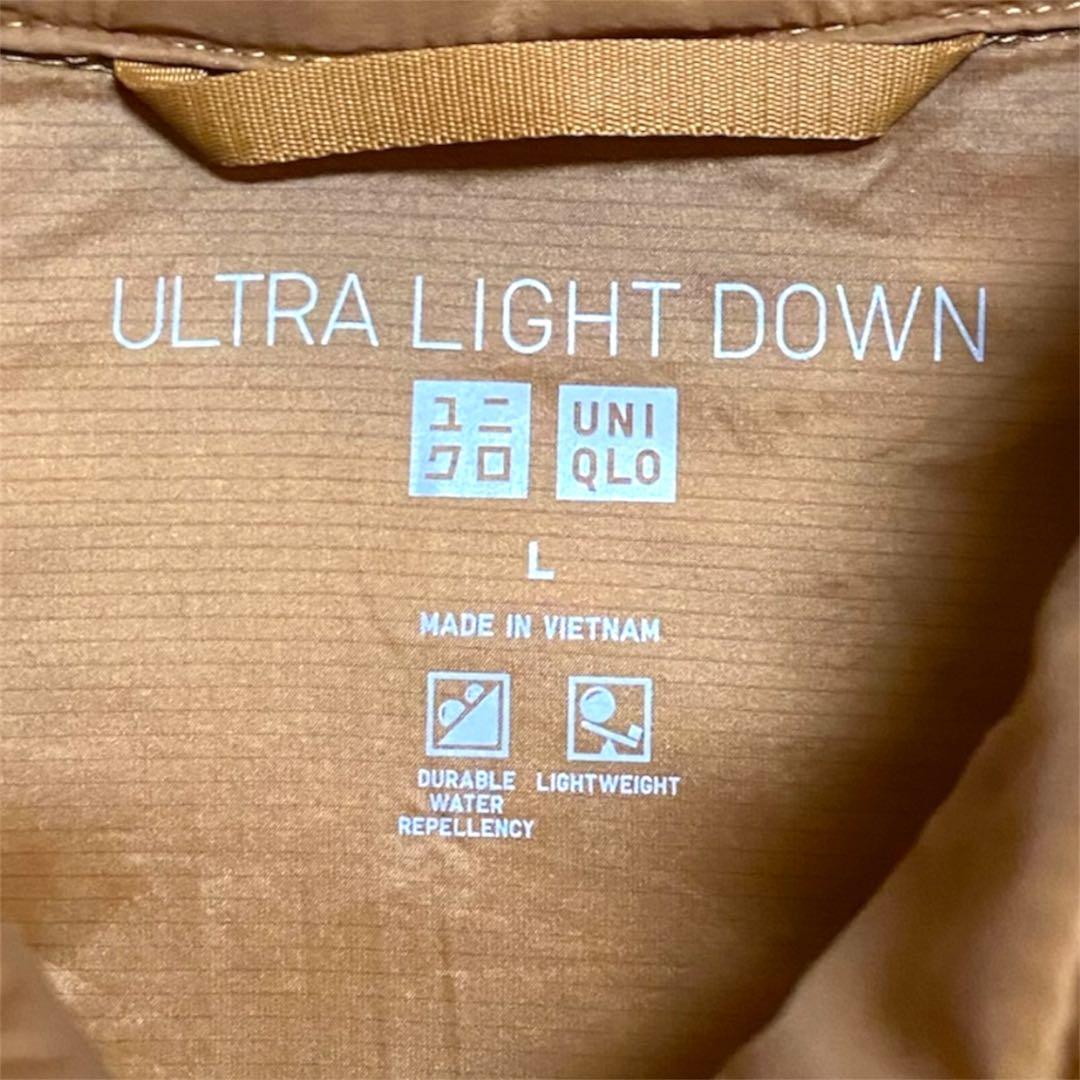 ULTRA LIGHT DOWN
ユニ
クロ
UNI
QLO
L
MADE IN VIETNAM
DURABLE
WATER
REPELLENCY
LIGHTWEIGHT